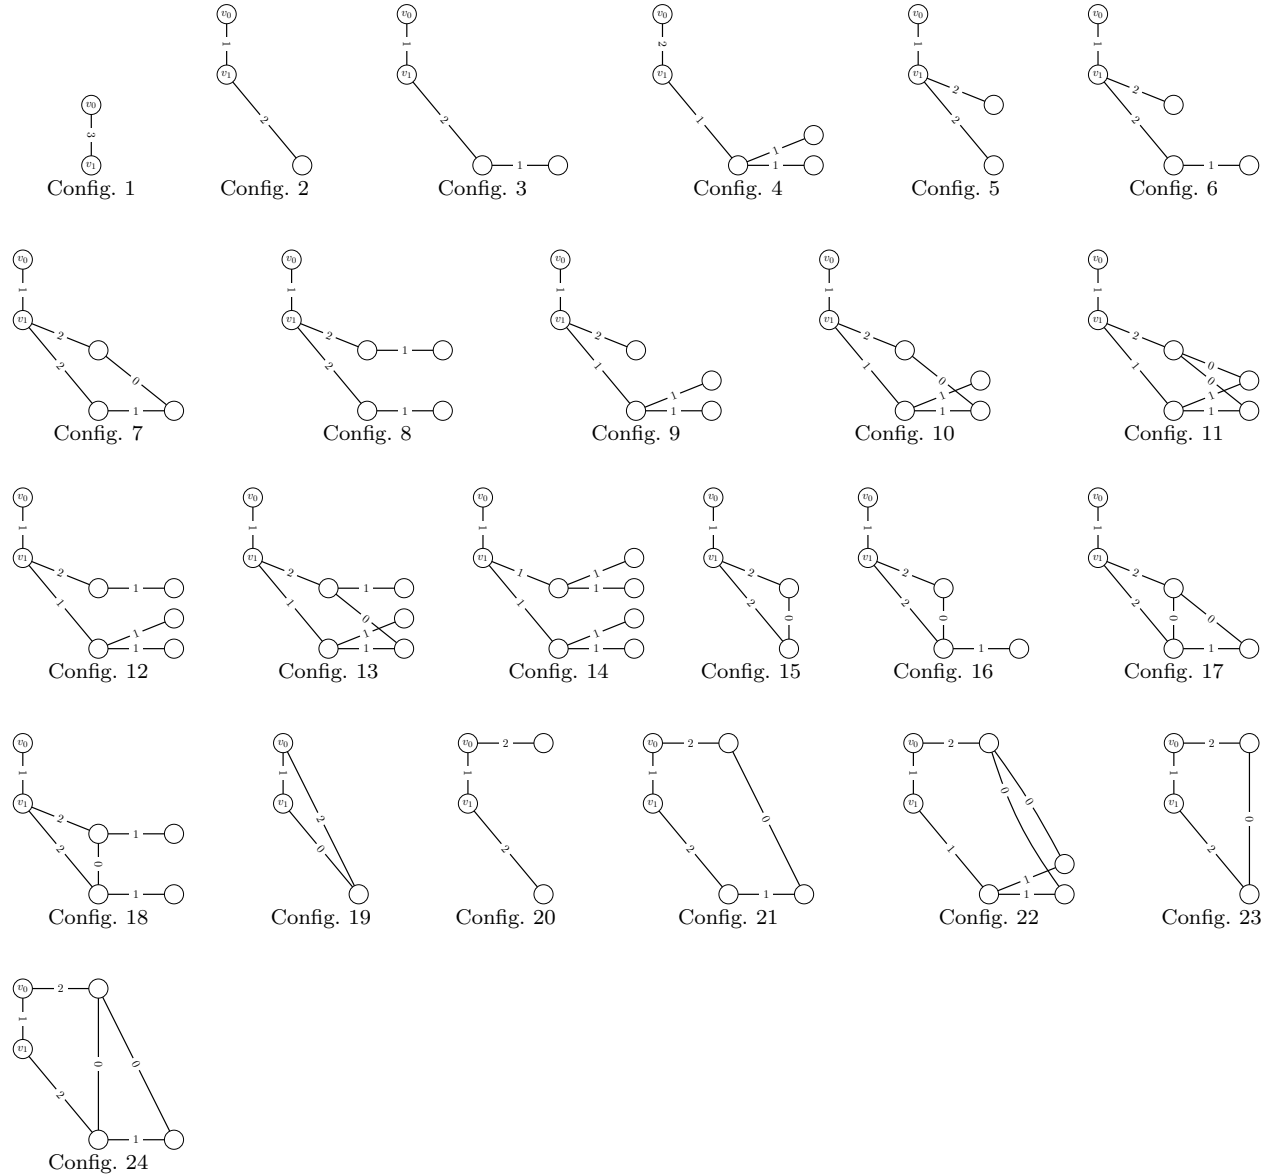 v0
3
v1
Config. 1
v0
1
v1
2
Config. 2
v0
1
v1
2
1
Config. 3
v0
2
v1
1
1
1
Config. 4
v0
1
v1
2
2
Config. 5
v0
1
v1
2
2
1
Config. 6
v0
1
v1
2
2
0
1
Config. 7
v0
1
v1
2
1
2
1
Config. 8
v0
1
v1
2
1
1
1
Config. 9
v0
1
v1
2
1
0
1
1
Config. 10
v0
1
v1
2
1
0
0
1
1
Config. 11
v0
1
v1
2
1
1
1
1
Config. 12
v0
1
v1
2
1
1
0
1
1
Config. 13
v0
1
v1
1
1
1
1
1
1
Config. 14
v0
1
v1
2
2
0
Config. 15
v0
1
v1
2
2
0
1
Config. 16
v0
1
v1
2
2
0
0
1
Config. 17
v0
1
v1
2
1
2
0
1
Config. 18
v0
1
v1
2
0
Config. 19
v0
2
1
v1
2
Config. 20
v0
2
1
v1
0
2
1
Config. 21
v0
2
1
v1
0
0
1
1
1
Config. 22
v0
2
1
v1
0
2
Config. 23
v0
2
1
v1
0
0
2
1
Config. 24